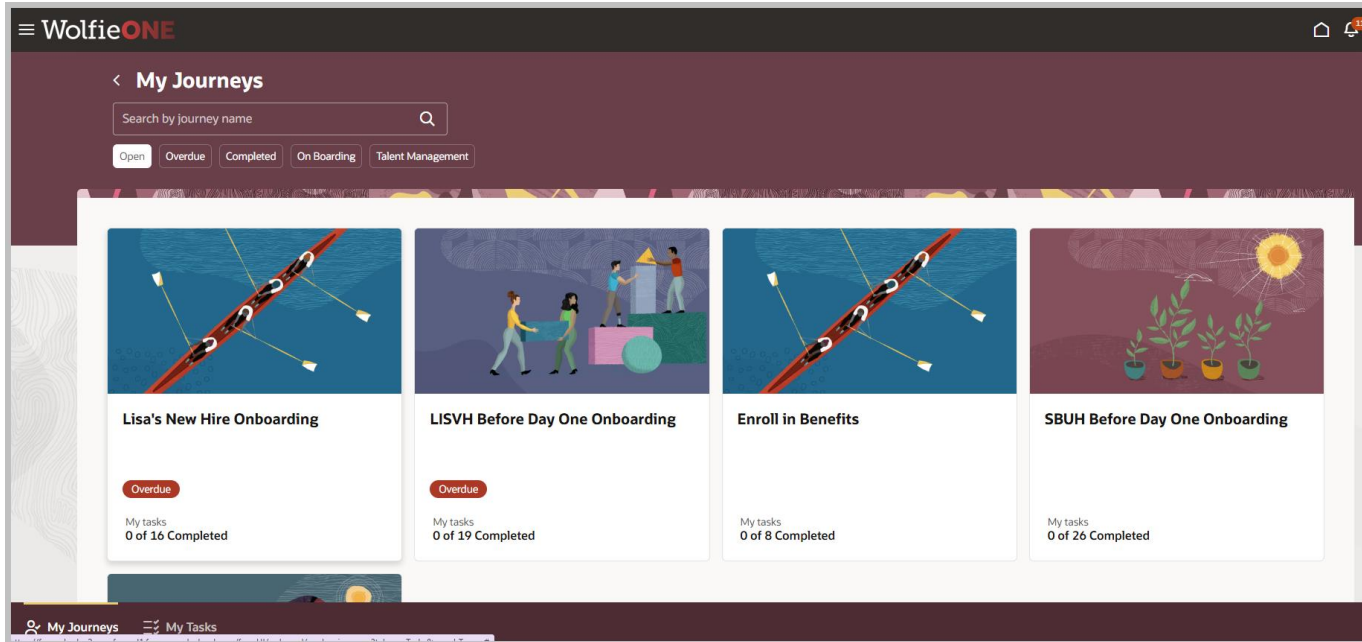 WolfieONE
My Journeys
Search by journey name
Open Overdue Completed On Boarding Talent Management
Lisa's New Hire Onboarding
Overdue
My tasks
0 of 16 Completed
LISVH Before Day One Onboarding
Overdue
My tasks
0 of 19 Completed
Enroll in Benefits
My tasks
0 of 8 Completed
SBUH Before Day One Onboarding
My tasks
0 of 26 Completed
My Journeys My Tasks